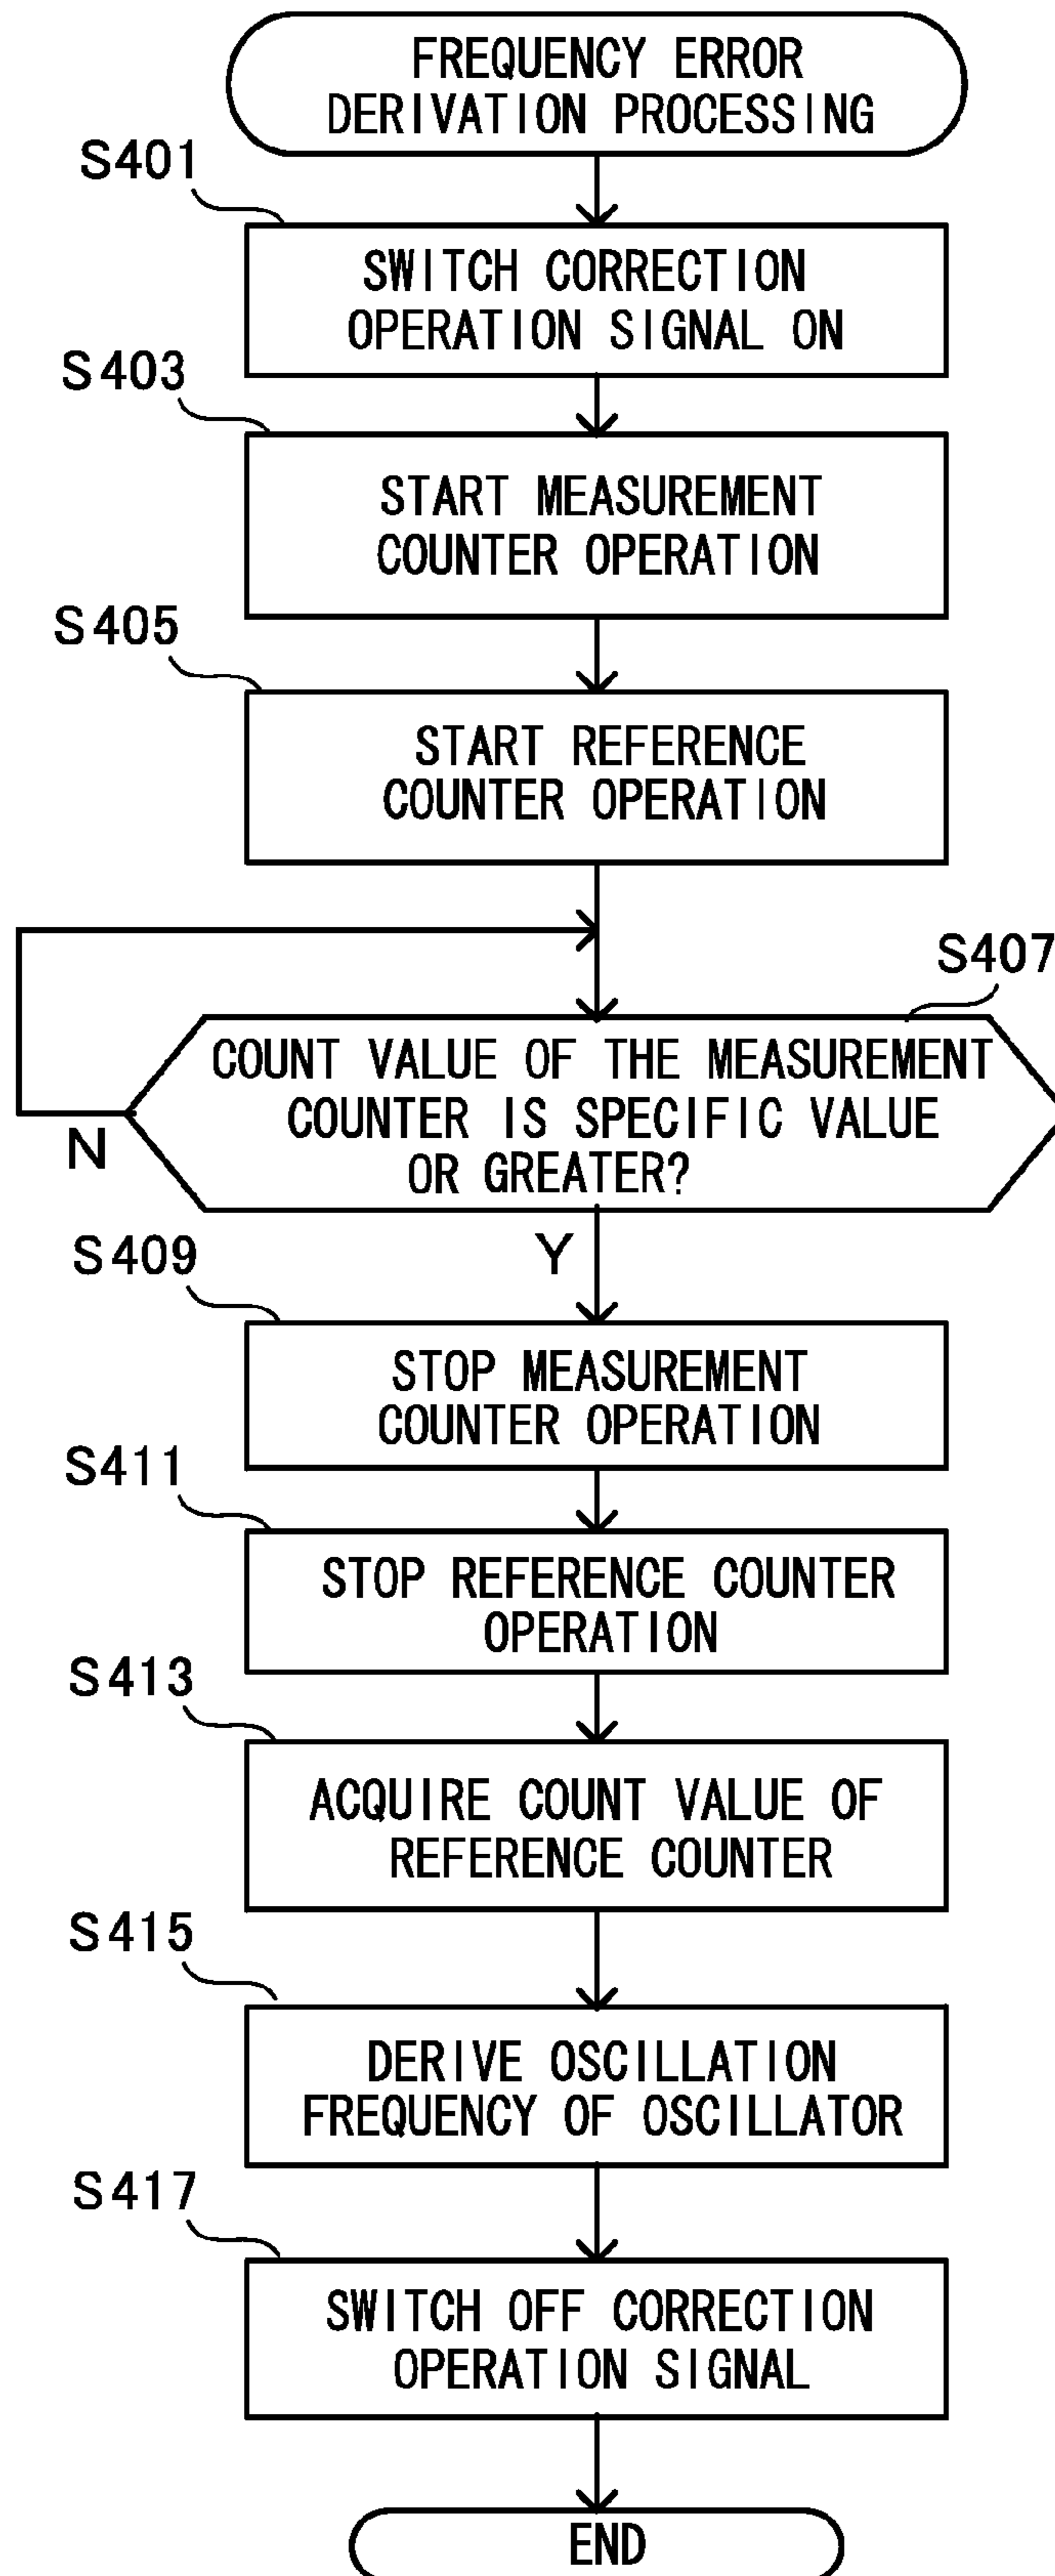 FREQUENCY ERROR
DERIVATION PROCESSING
S401
SWITCH CORRECTION
OPERATION SIGNAL ON
S403
START MEASUREMENT
COUNTER OPERATION
S405
START REFERENCE
COUNTER OPERATION
S407
COUNT VALUE OF THE MEASUREMENT
COUNTER IS SPECIFIC VALUE
OR GREATER?
N
Y
S409
STOP MEASUREMENT
COUNTER OPERATION
S411
STOP REFERENCE COUNTER
OPERATION
S413
ACQUIRE COUNT VALUE OF
REFERENCE COUNTER
S415
DERIVE OSCILLATION
FREQUENCY OF OSCILLATOR
S417
SWITCH OFF CORRECTION
OPERATION SIGNAL
END